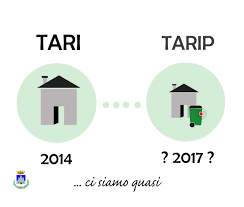 TARI TARIP
2014 ? 2017 ?
... ci siamo quasi